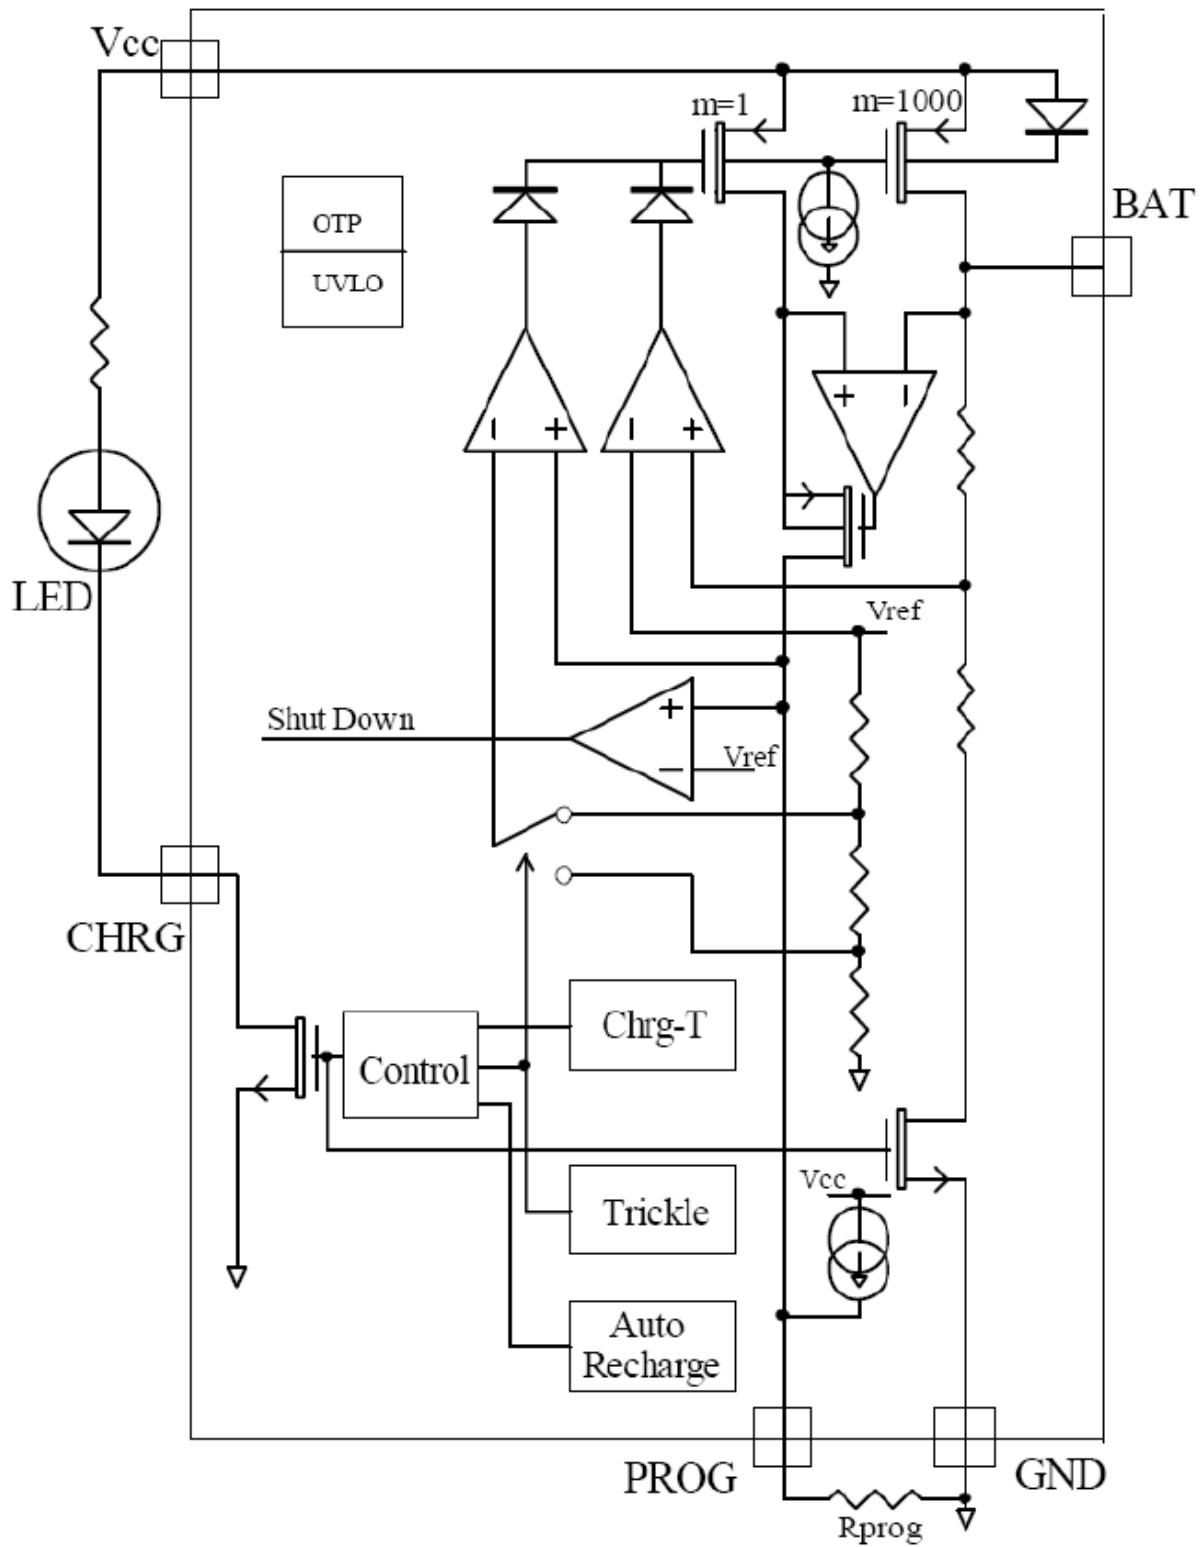 Vcc
m=1
m=1000
BAT
OTP
UVLO
+
+
+
LED
Vref
Shut Down
+
Vref
CHRG
Chrg-T
Control
Vcc
Trickle
Auto
Recharge
PROG
GND
Rprog